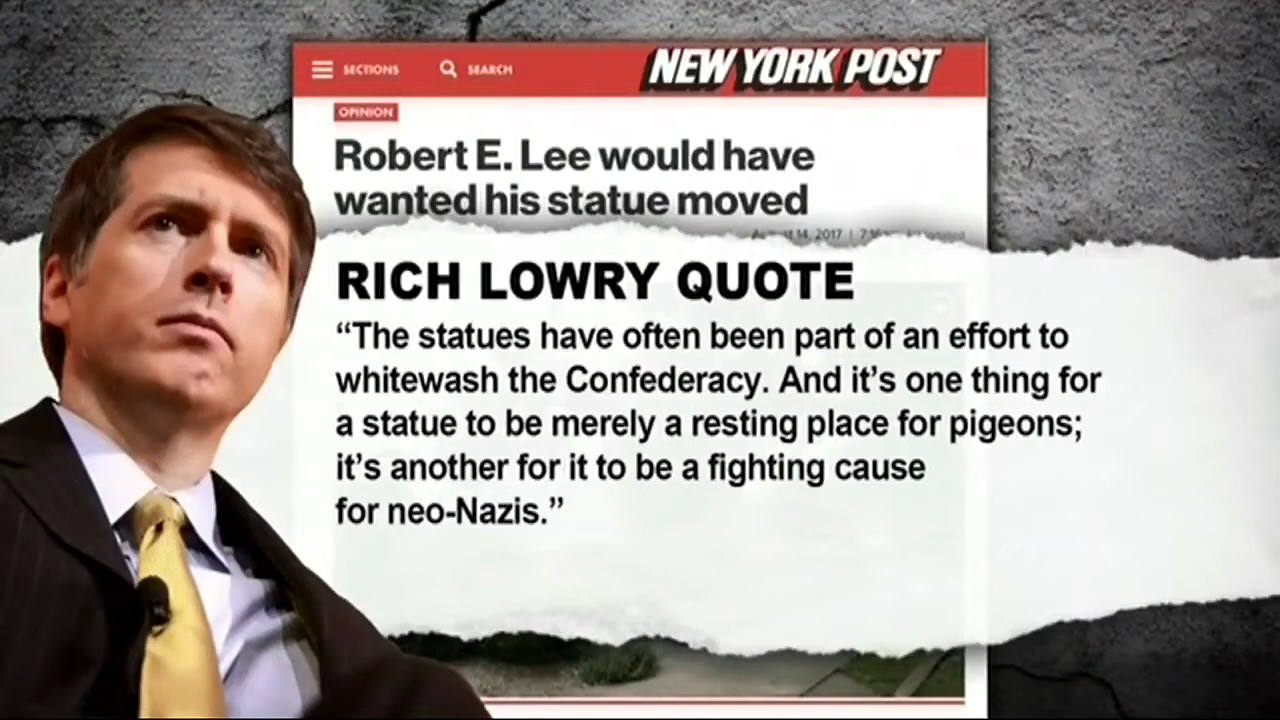 SECTIONS SEARCH NEW YORK POST
OPINION
Robert E. Lee would have
wanted his statue moved
14, 2017
RICH LOWRY QUOTE
“The statues have often been part of an effort to
whitewash the Confederacy. And it’s one thing for
a statue to be merely a resting place for pigeons;
it’s another for it to be a fighting cause
for neo-Nazis.”